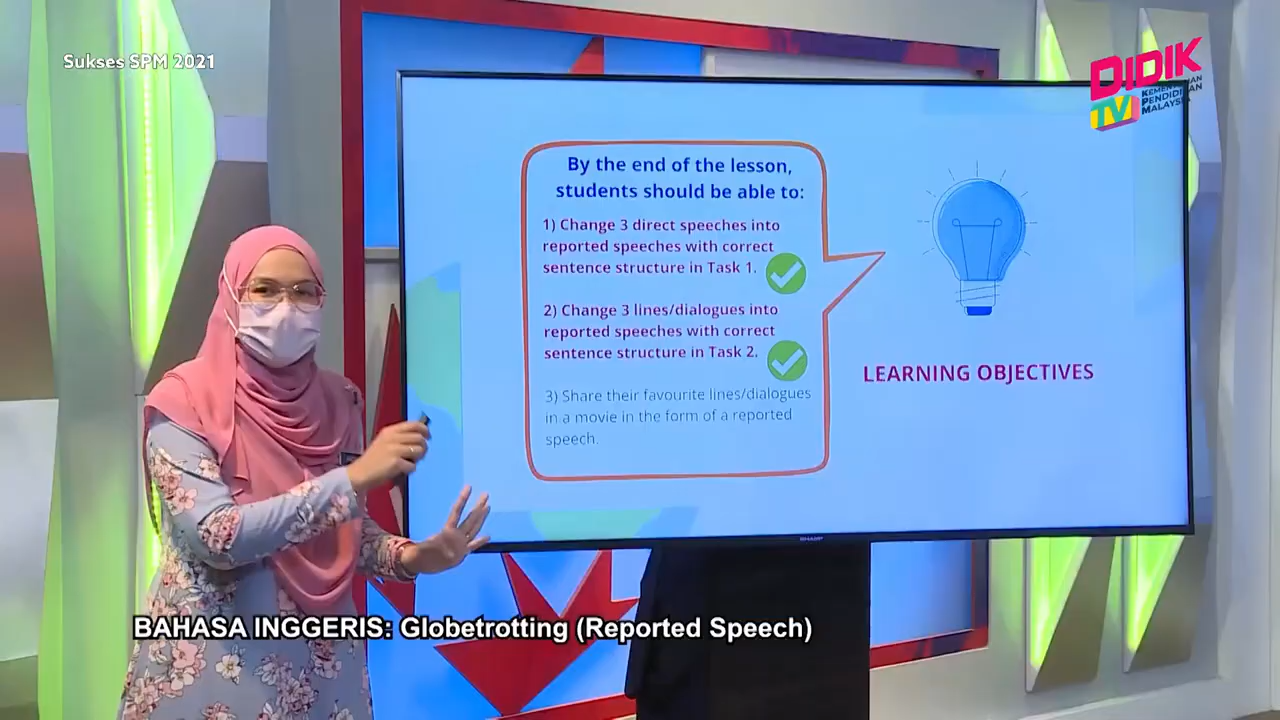 Sukses SPM 2021
DIDIK
TV
KEMENTERIAN
PENDIDIKAN
MALAYSIA
By the end of the lesson,
students should be able to:
1) Change 3 direct speeches into
reported speeches with correct
sentence structure in Task 1.
2) Change 3 lines/dialogues into
reported speeches with correct
sentence structure in Task 2.
3) Share their favourite lines/dialogues
in a movie in the form of a reported
speech.
LEARNING OBJECTIVES
SHARP
BAHASA INGGERIS: Globetrotting (Reported Speech)